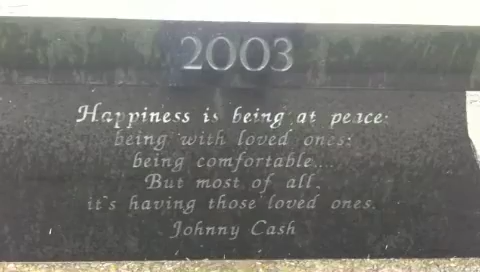 2003
Happiness is being at peace:
being with loved ones:
being comfortable....
But most of all,
it's having those loved ones.
Johnny Cash